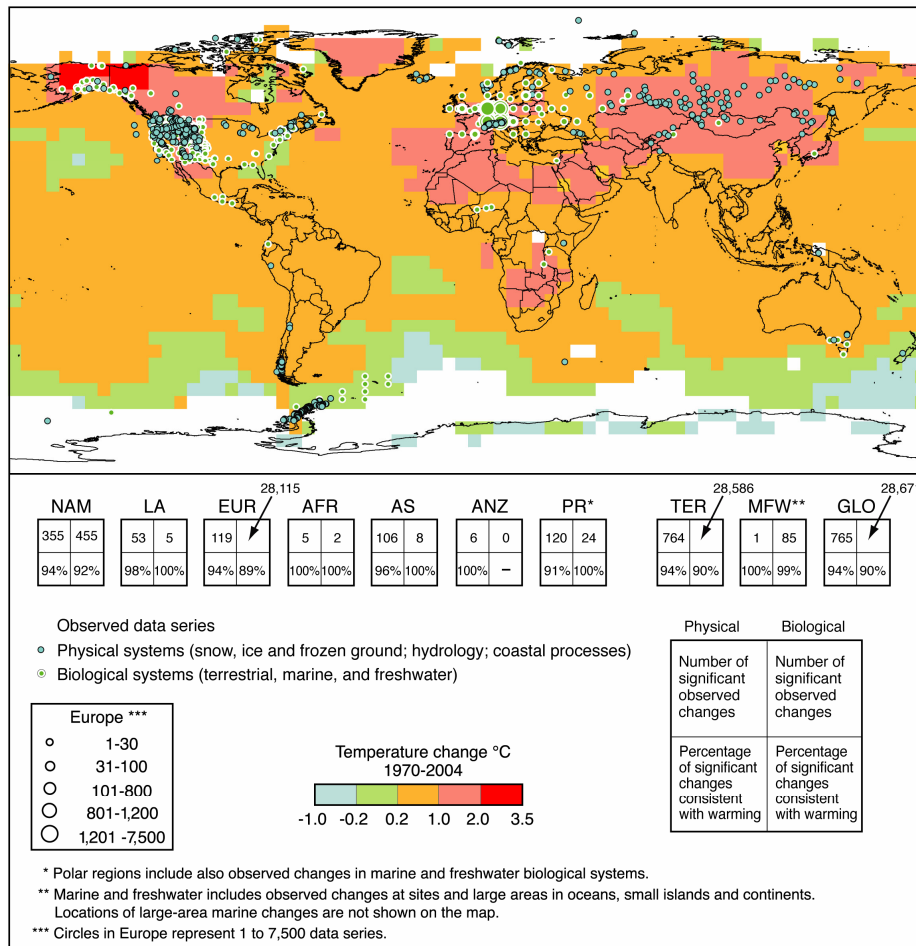 28,115
28,586
28,67
NAM LA EUR AFR AS ANZ PR* TER MFW** GLO
355 455 53 5 119 5 2 106 8 6 0 120 24 764 1 85 765
94% 92% 98% 100% 94% 89% 100% 100% 96% 100% 100% – 91% 100% 94% 90% 100% 99% 94% 90%
Observed data series
Physical systems (snow, ice and frozen ground; hydrology; coastal processes)
Biological systems (terrestrial, marine, and freshwater)
Europe ***
1-30
31-100
101-800
801-1,200
1,201 -7,500
Temperature change °C
1970-2004
-1.0 -0.2 0.2 1.0 2.0 3.5
Physical Biological
Number of
significant
observed
changes
Number of
significant
observed
changes
Percentage
of significant
changes
consistent
with warming
Percentage
of significant
changes
consistent
with warming
* Polar regions include also observed changes in marine and freshwater biological systems.
** Marine and freshwater includes observed changes at sites and large areas in oceans, small islands and continents.
Locations of large-area marine changes are not shown on the map.
*** Circles in Europe represent 1 to 7,500 data series.